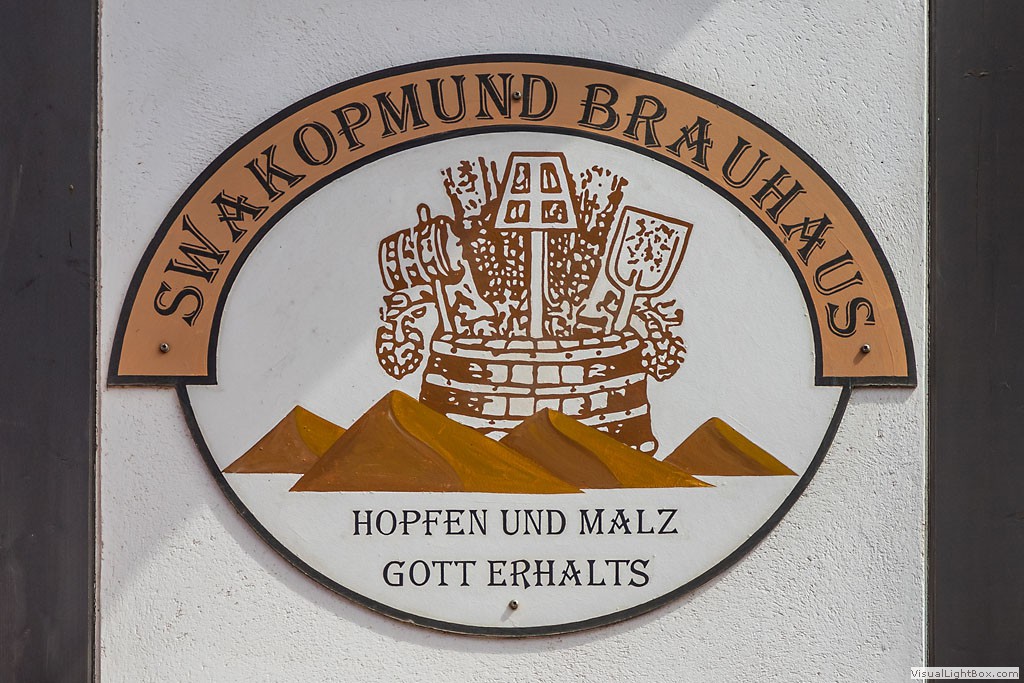 SWAKOPMUND BRAUHAUS
HOPFEN UND MALZ
GOTT ERHALTS
VisualLightBox.com